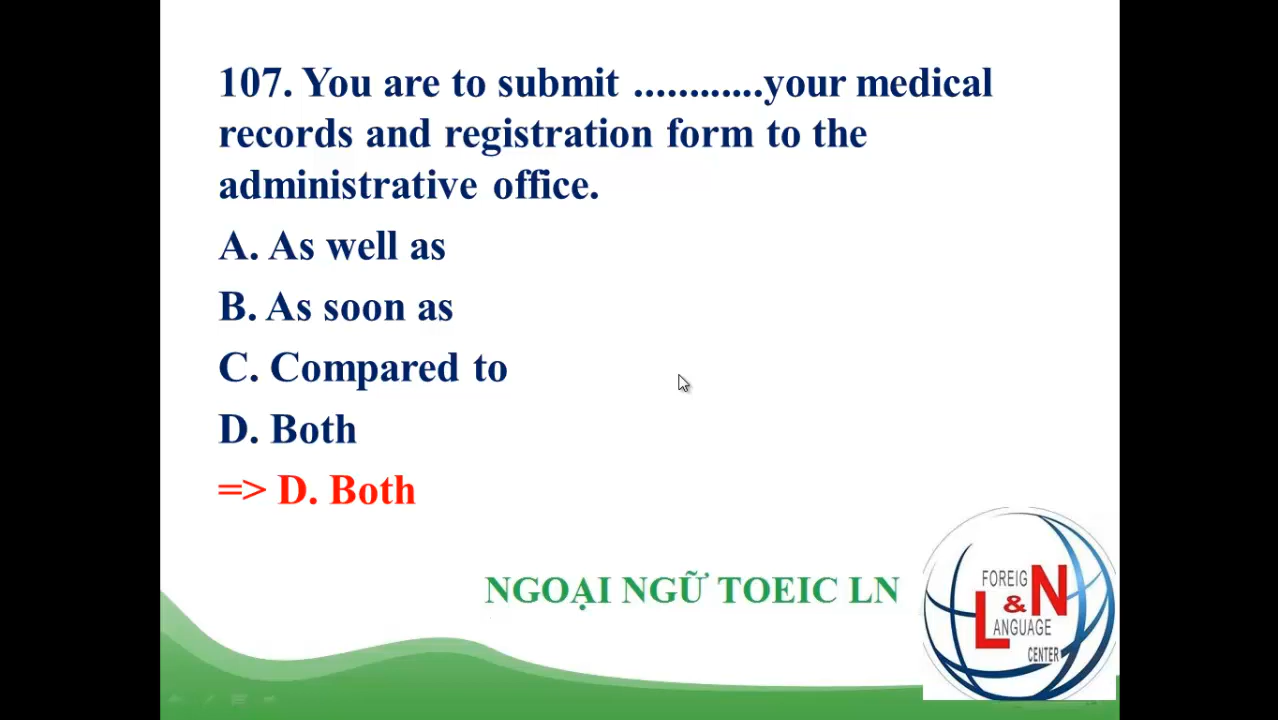 107. You are to submit ............your medical
records and registration form to the
administrative office.
A. As well as
B. As soon as
C. Compared to
D. Both
=> D. Both
NGOẠI NGỮ TOEIC LN
FOREIG N
L & ANGUAGE
CENTER